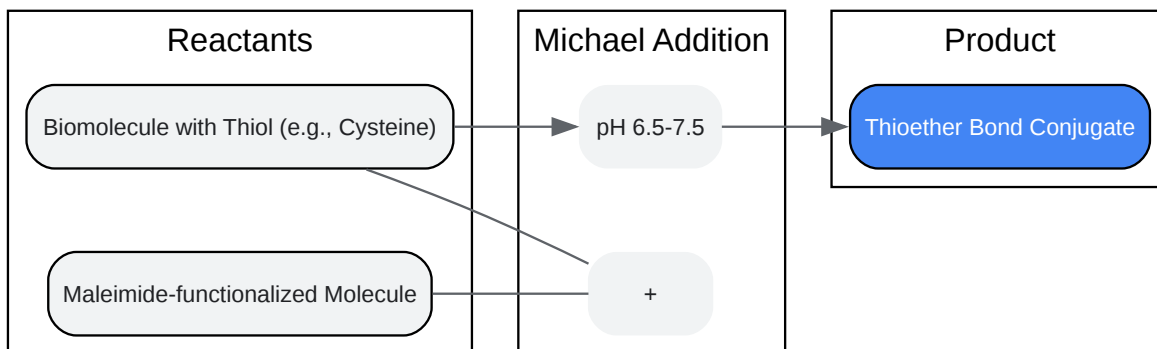 Reactants
Michael Addition
Product
Biomolecule with Thiol (e.g., Cysteine)
pH 6.5-7.5
Thioether Bond Conjugate
Maleimide-functionalized Molecule
+